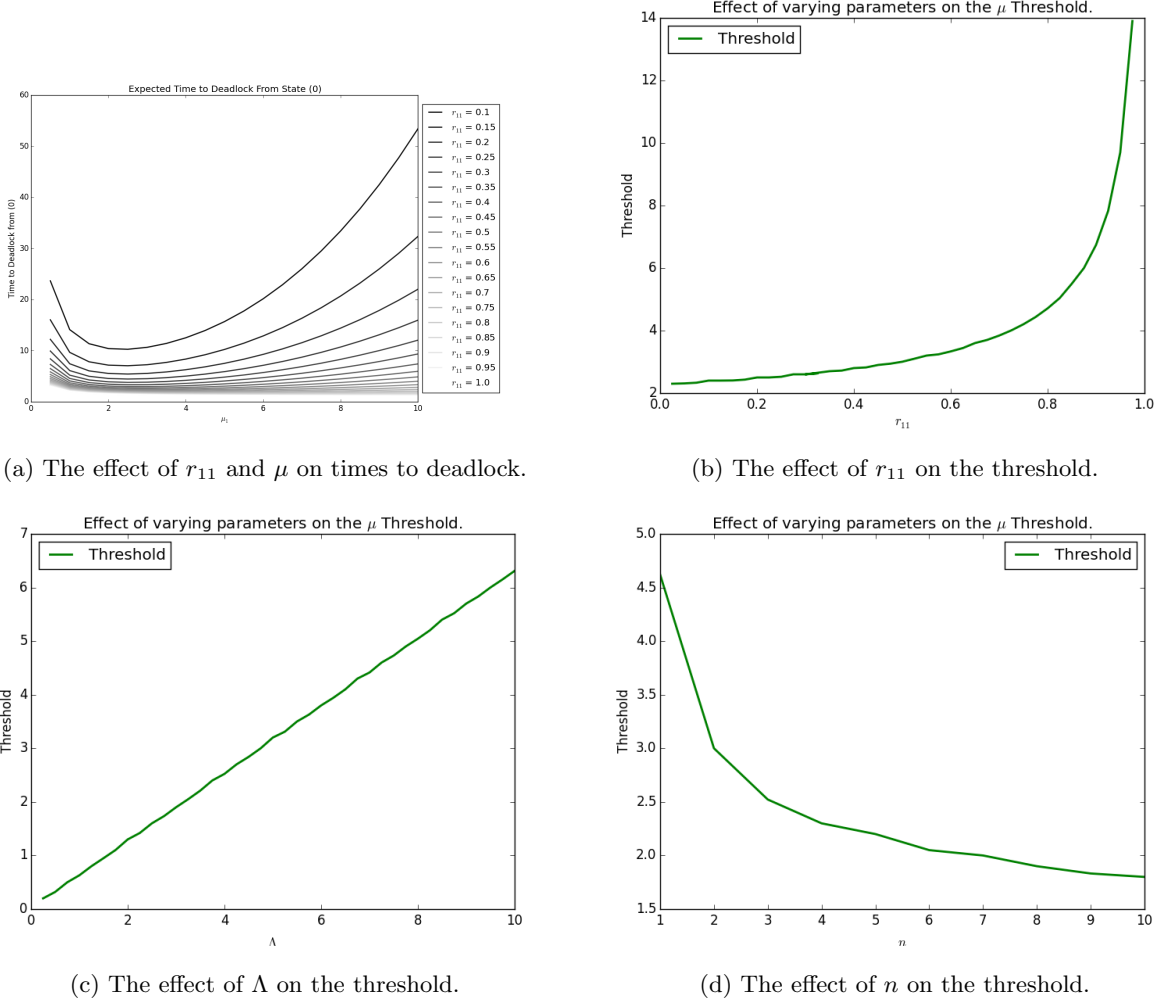 Expected Time to Deadlock From State (0)
Time to Deadlock from (0)
60
50
40
30
20
10
0
0 2 4 6 8 10
μ₁
r₁₁ = 0.1
r₁₁ = 0.15
r₁₁ = 0.2
r₁₁ = 0.25
r₁₁ = 0.3
r₁₁ = 0.35
r₁₁ = 0.4
r₁₁ = 0.45
r₁₁ = 0.5
r₁₁ = 0.55
r₁₁ = 0.6
r₁₁ = 0.65
r₁₁ = 0.7
r₁₁ = 0.75
r₁₁ = 0.8
r₁₁ = 0.85
r₁₁ = 0.9
r₁₁ = 0.95
r₁₁ = 1.0
(a) The effect of r₁₁ and μ on times to deadlock.
Effect of varying parameters on the μ Threshold.
Threshold
Threshold
14
12
10
8
6
4
2
0.0 0.2 0.4 0.6 0.8 1.0
r₁₁
(b) The effect of r₁₁ on the threshold.
Effect of varying parameters on the μ Threshold.
Threshold
Threshold
7
6
5
4
3
2
1
0
0 2 4 6 8 10
Λ
(c) The effect of Λ on the threshold.
Effect of varying parameters on the μ Threshold.
Threshold
Threshold
5.0
4.5
4.0
3.5
3.0
2.5
2.0
1.5
1 2 3 4 5 6 7 8 9 10
n
(d) The effect of n on the threshold.